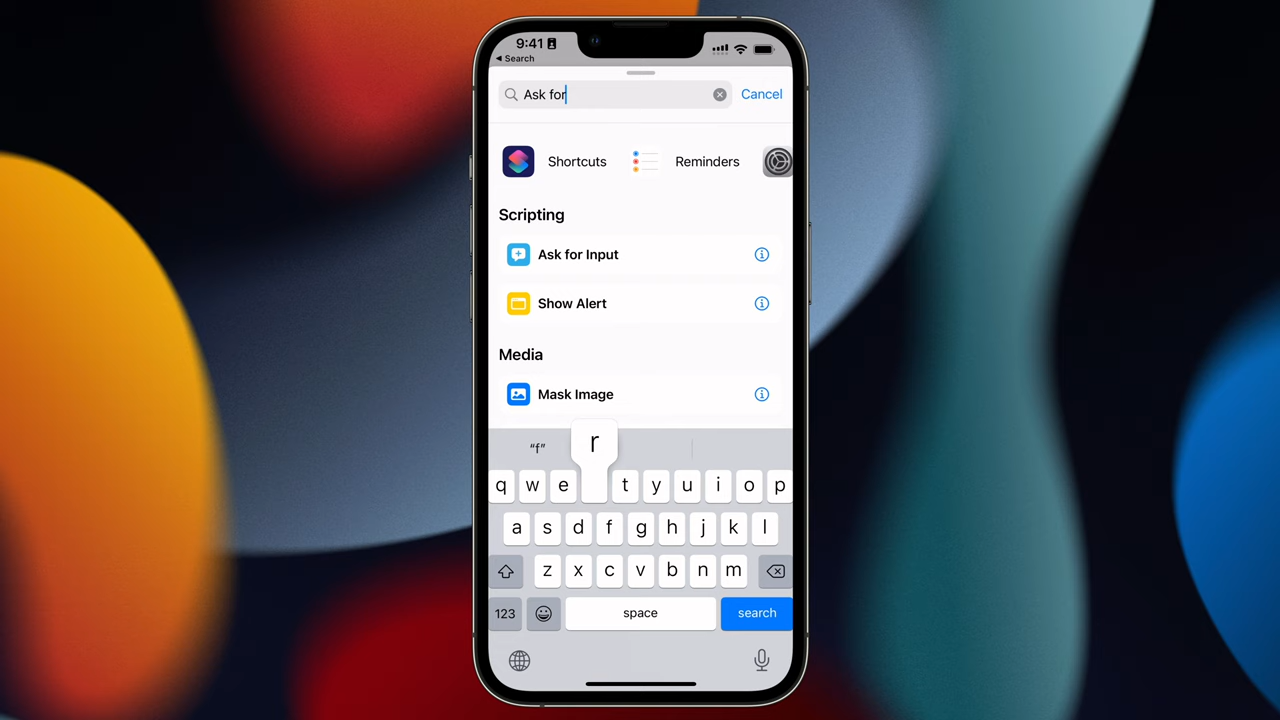 9:41
◀ Search
Ask for
Cancel
Shortcuts
Reminders
Scripting
Ask for Input
Show Alert
Media
Mask Image
“f”
r
q w e t y u i o p
a s d f g h j k l
z x c v b n m
123 space search